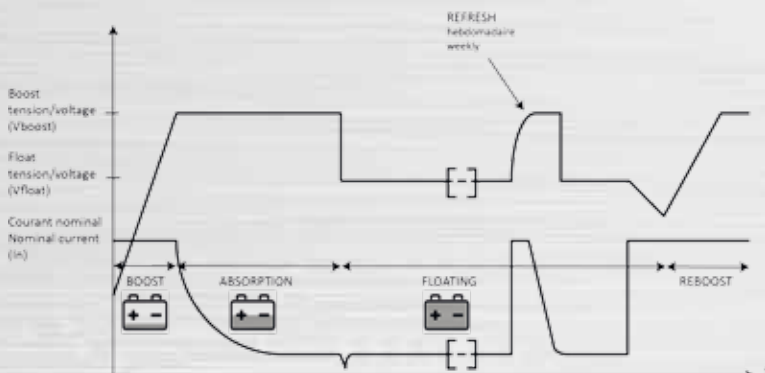 REFRESH
hebdomadaire
weekly
Boost
tension/voltage
(Vboost)
Float
tension/voltage
(Vfloat)
Courant nominal
Nominal current
(In)
BOOST
ABSORPTION
FLOATING
REBOOST